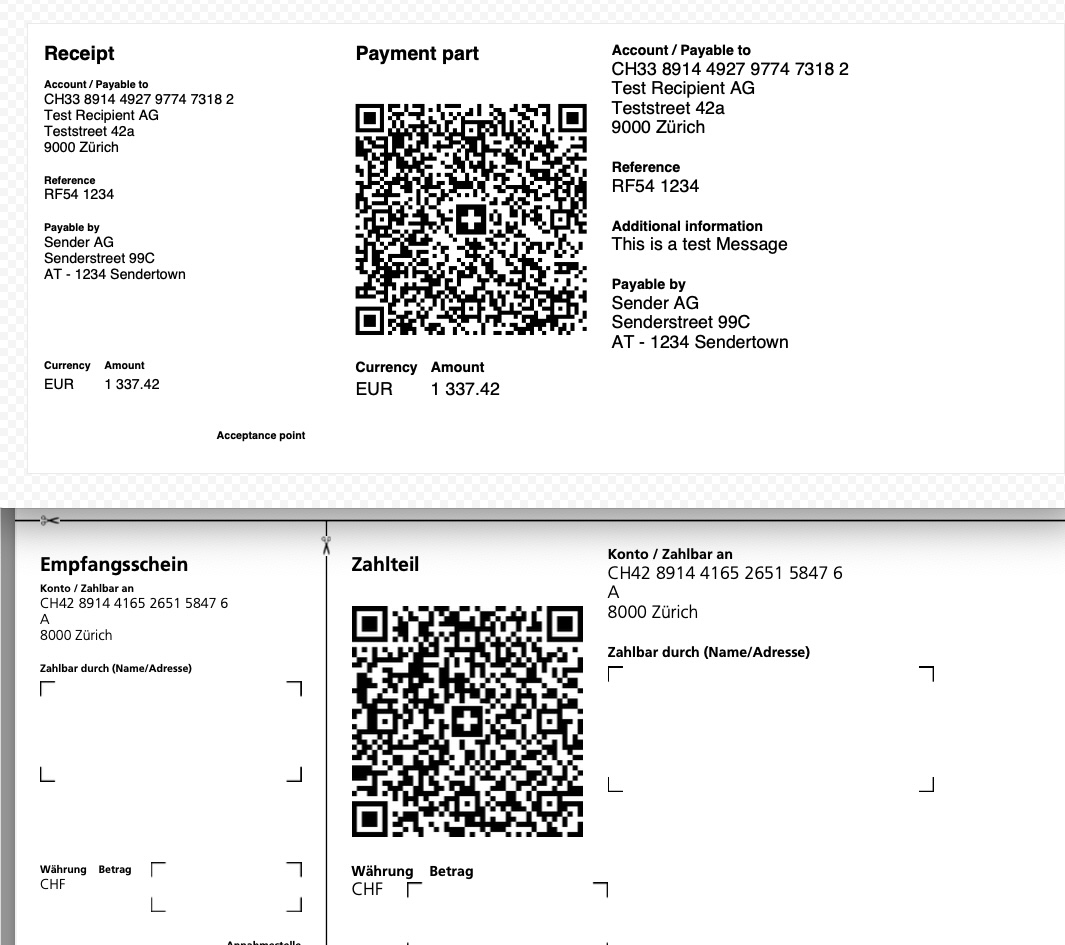 Receipt
Account / Payable to
CH33 8914 4927 9774 7318 2
Test Recipient AG
Teststreet 42a
9000 Zürich
Reference
RF54 1234
Payable by
Sender AG
Senderstreet 99C
AT - 1234 Sendertown
Currency Amount
EUR 1 337.42
Acceptance point
Payment part
Currency Amount
EUR 1 337.42
Account / Payable to
CH33 8914 4927 9774 7318 2
Test Recipient AG
Teststreet 42a
9000 Zürich
Reference
RF54 1234
Additional information
This is a test Message
Payable by
Sender AG
Senderstreet 99C
AT - 1234 Sendertown
Empfangsschein
Konto / Zahlbar an
CH42 8914 4165 2651 5847 6
A
8000 Zürich
Zahlbar durch (Name/Adresse)
Währung Betrag
CHF
Annahmestelle
Zahlteil
Währung Betrag
CHF
Konto / Zahlbar an
CH42 8914 4165 2651 5847 6
A
8000 Zürich
Zahlbar durch (Name/Adresse)